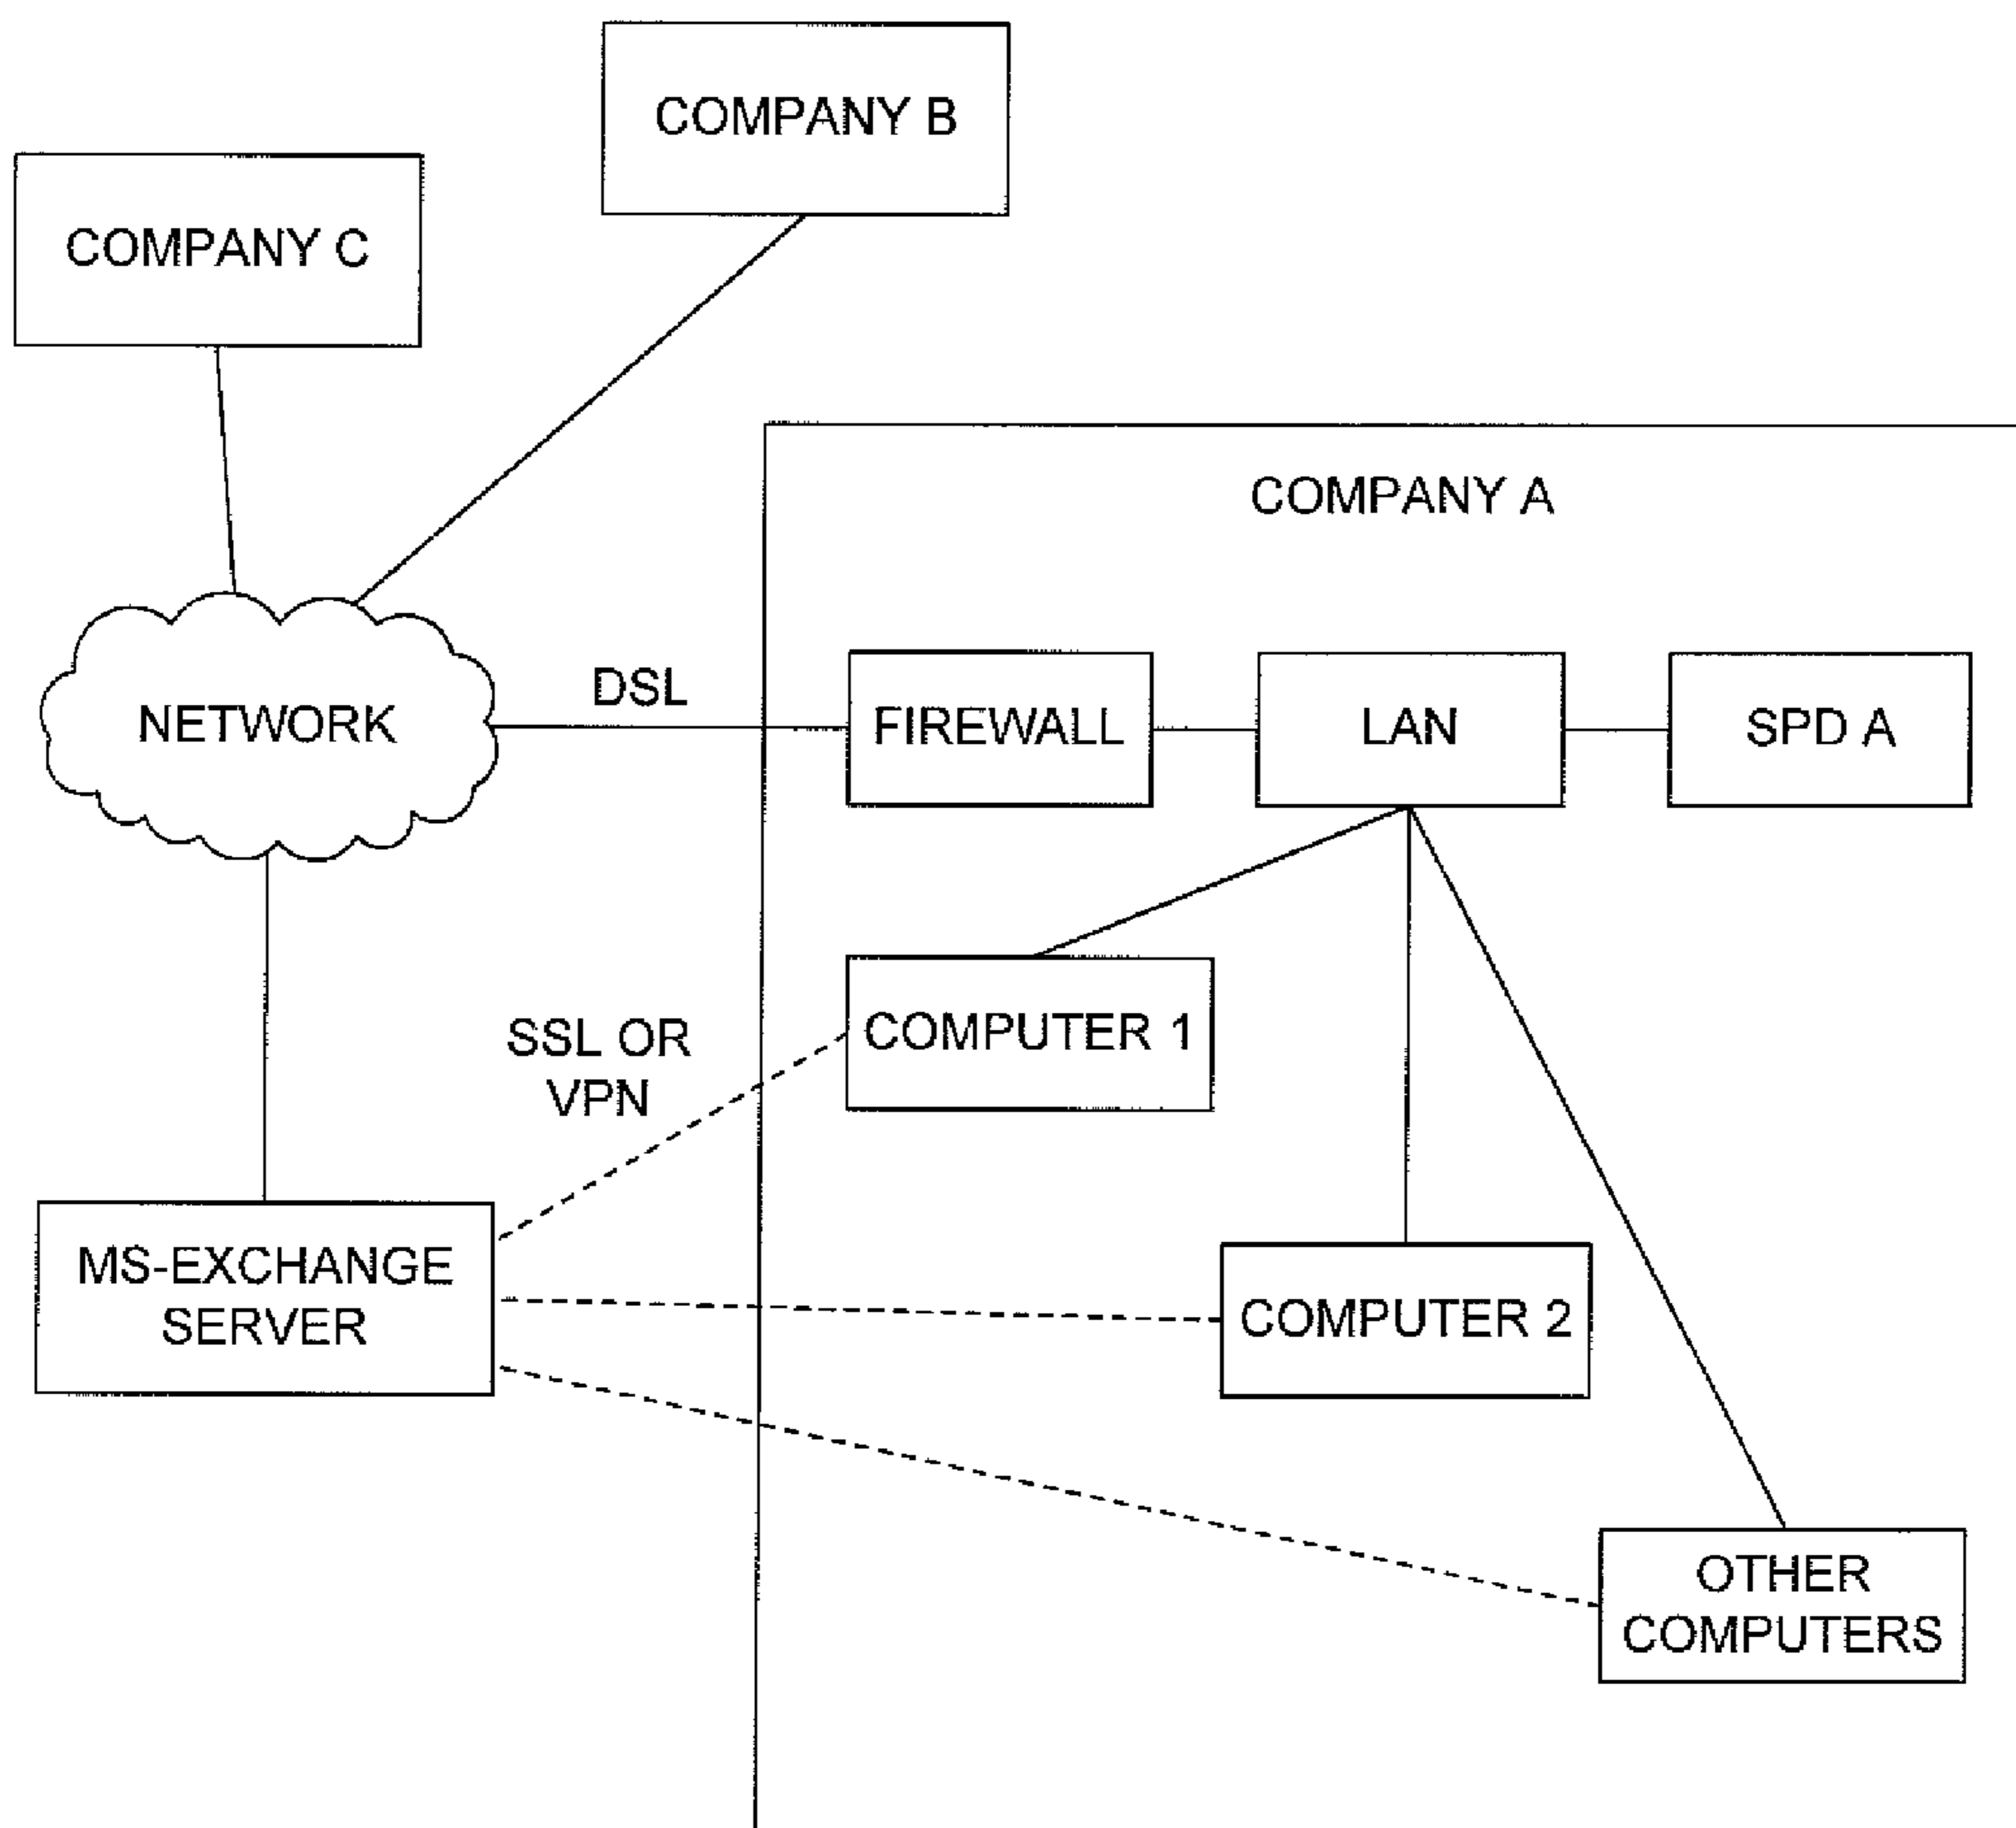 COMPANY B
COMPANY C
COMPANY A
DSL
NETWORK
FIREWALL
LAN
SPD A
SSL OR
VPN
COMPUTER 1
MS-EXCHANGE
SERVER
COMPUTER 2
OTHER
COMPUTERS